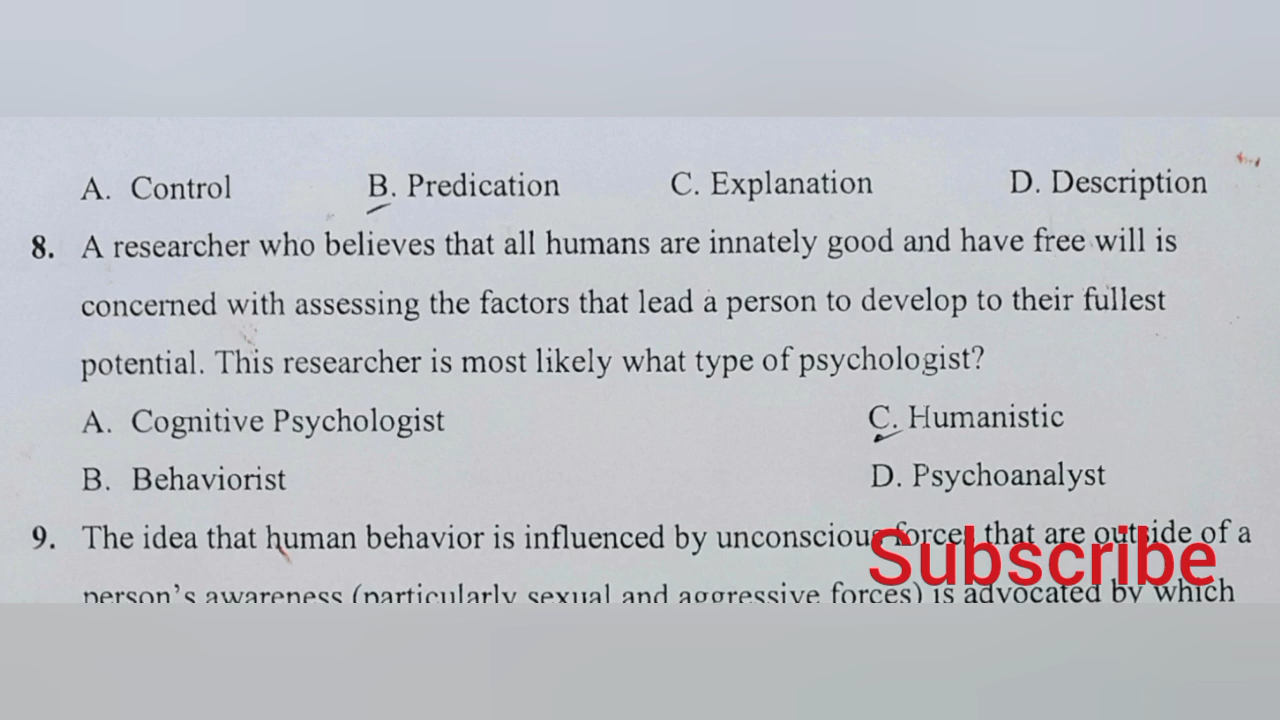 A. Control B. Predication C. Explanation D. Description
8. A researcher who believes that all humans are innately good and have free will is
concerned with assessing the factors that lead a person to develop to their fullest
potential. This researcher is most likely what type of psychologist?
A. Cognitive Psychologist C. Humanistic
B. Behaviorist D. Psychoanalyst
9. The idea that human behavior is influenced by unconscious forces that are outside of a
Subscribe
person's awareness (particularly sexual and aggressive forces) is advocated by which